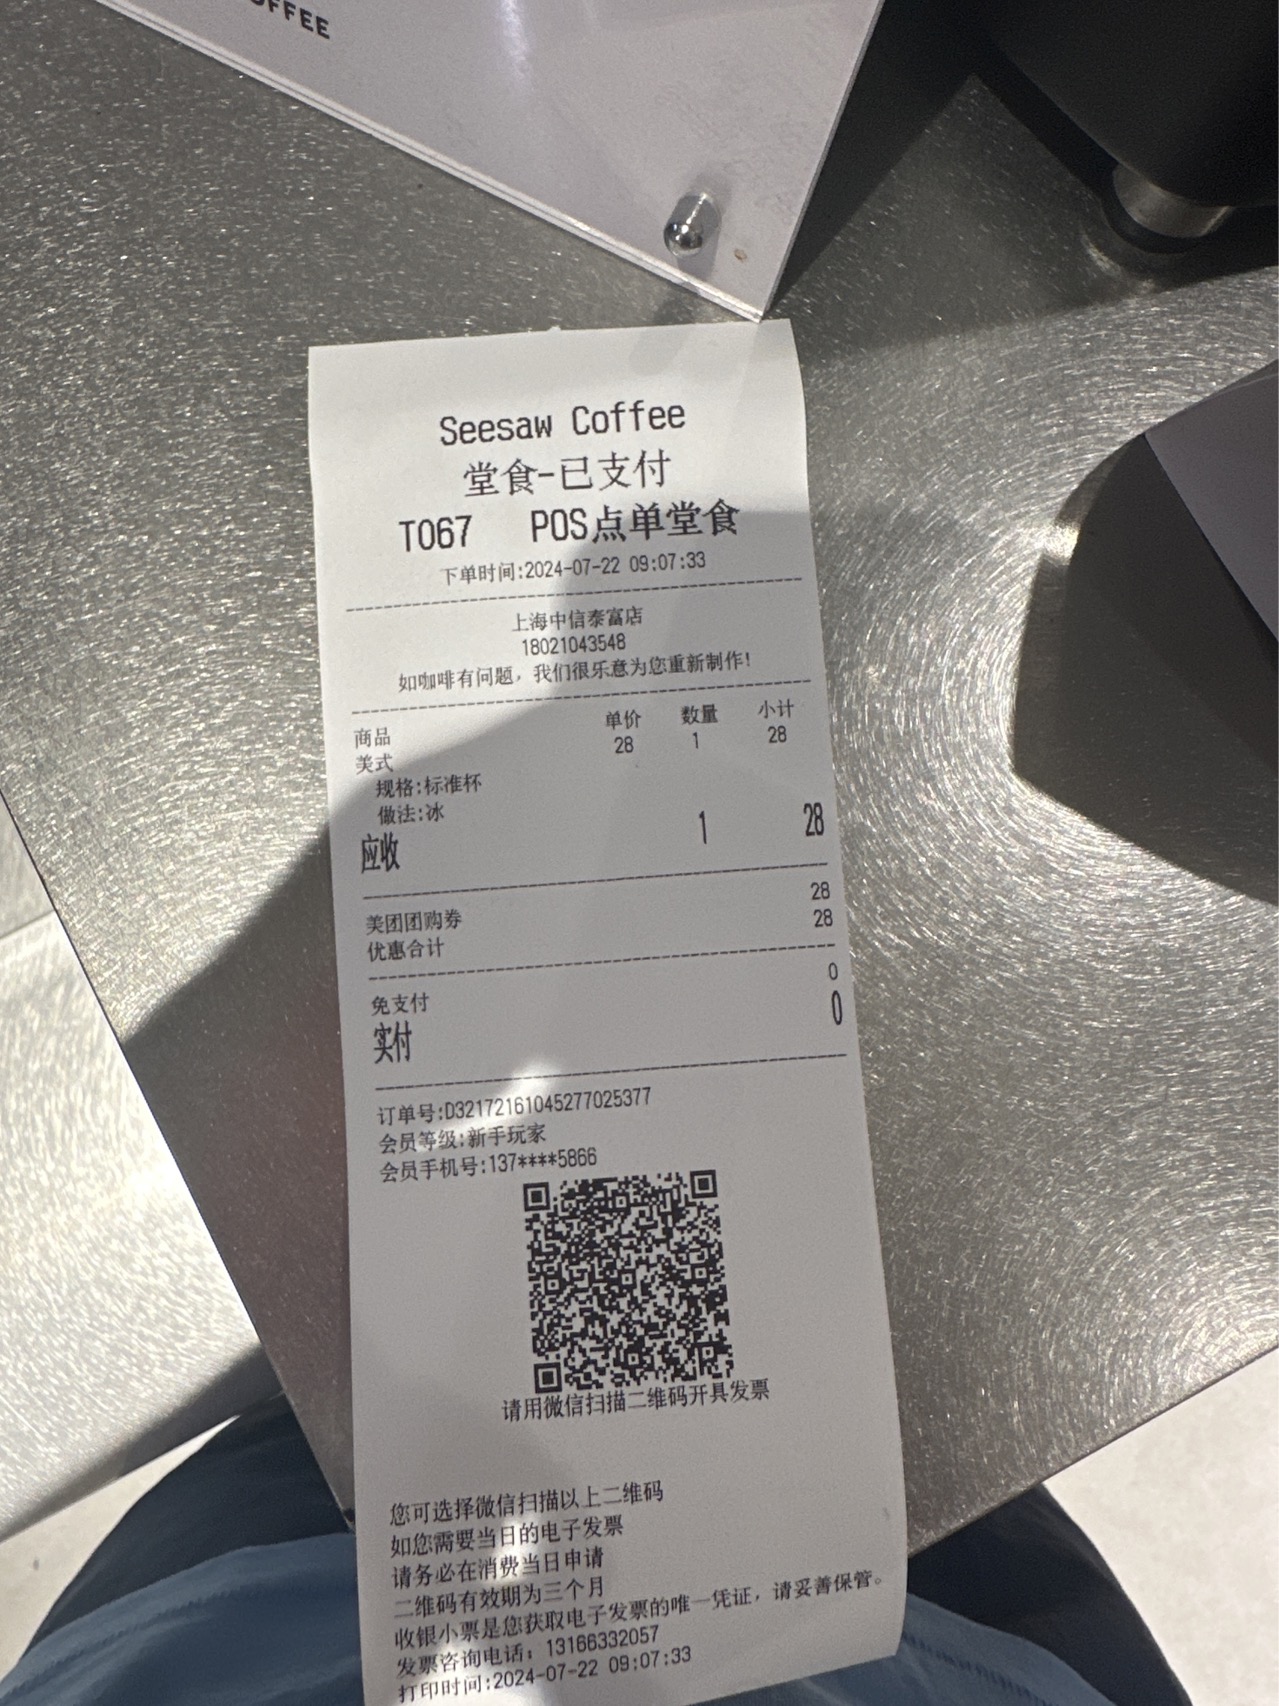 OFFEE
Seesaw Coffee
堂食-已支付
T067 POS点单堂食
下单时间:2024-07-22 09:07:33
上海中信泰富店
18021043548
如咖啡有问题，我们很乐意为您重新制作!
商品 单价 数量 小计
美式 28 1 28
规格:标准杯
做法:冰
应收 1 28
美团团购券 28
优惠合计 28
免支付 0
实付 0
订单号:D32172161045277025377
会员等级:新手玩家
会员手机号:137****5866
请用微信扫描二维码开具发票
您可选择微信扫描以上二维码
如您需要当日的电子发票
请务必在消费当日申请
二维码有效期为三个月
收银小票是您获取电子发票的唯一凭证，请妥善保管。
发票咨询电话: 13166332057
打印时间:2024-07-22 09:07:33